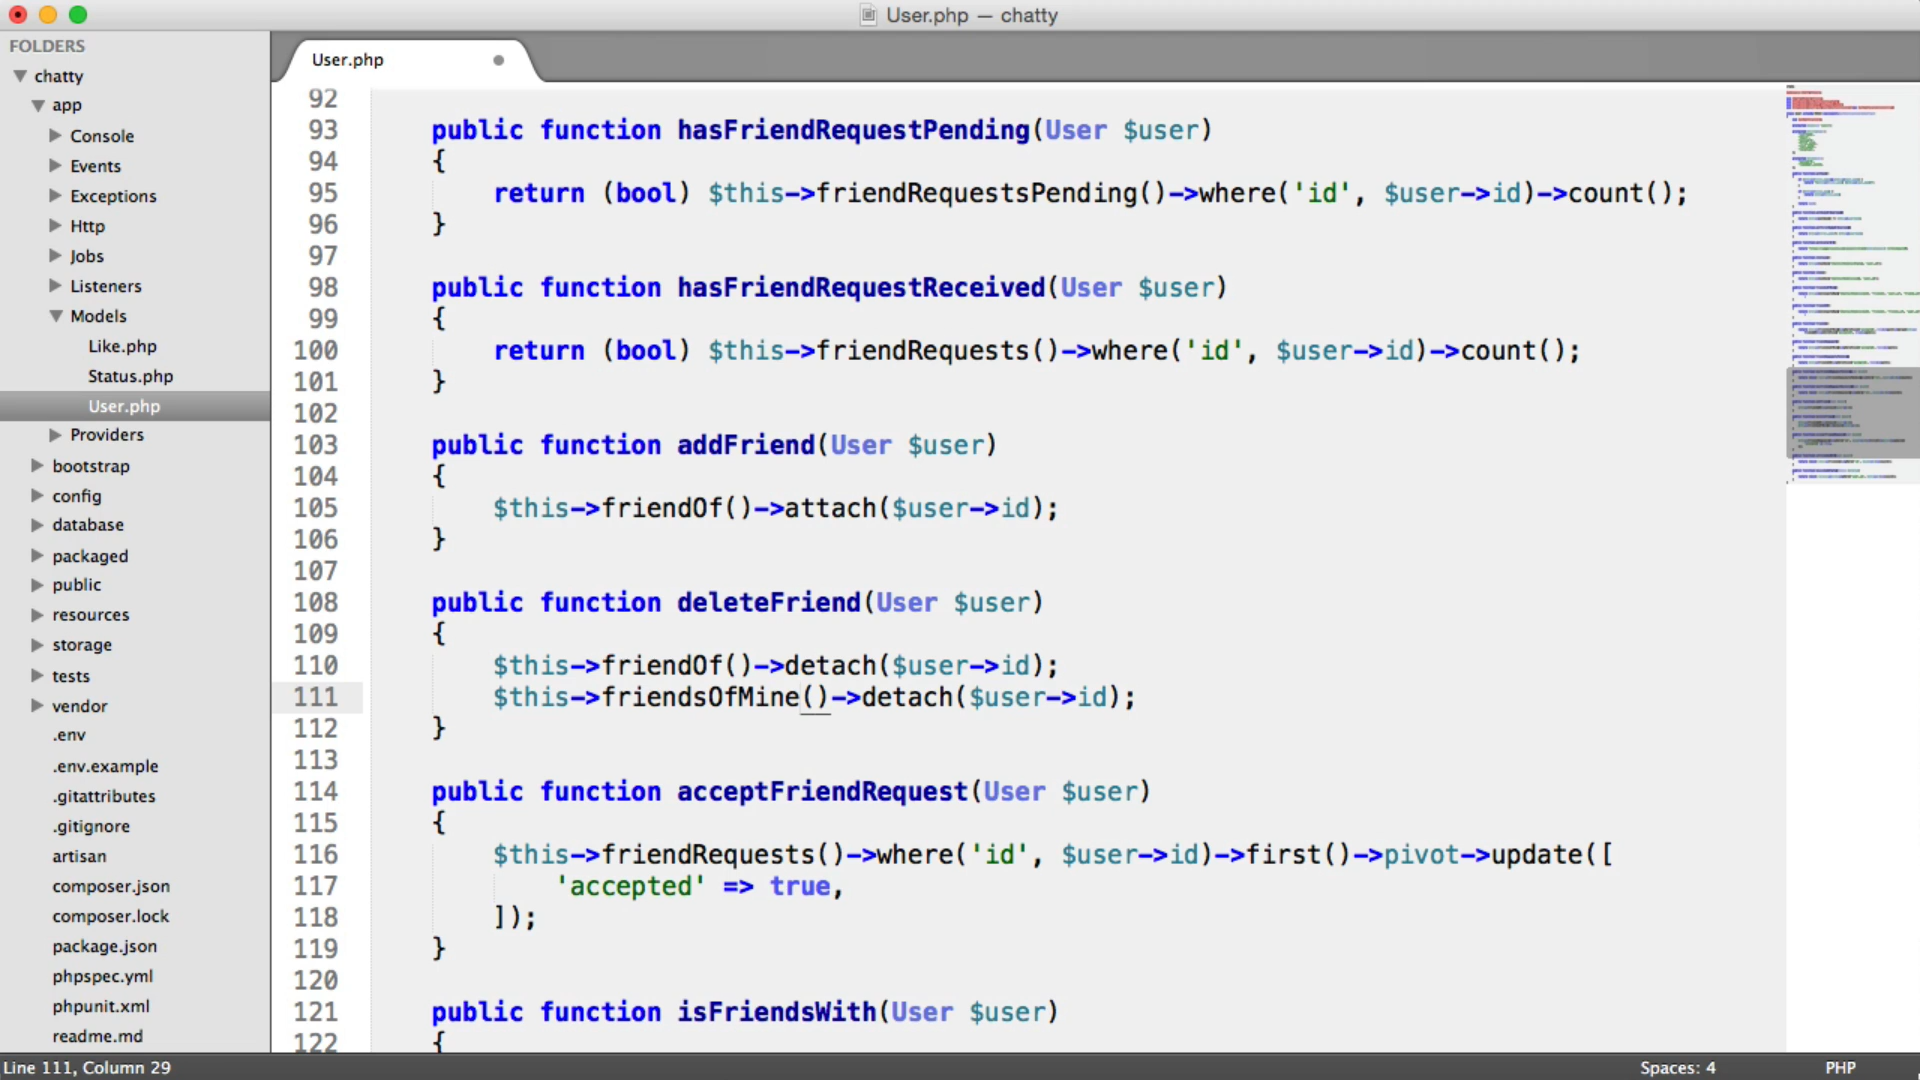 User.php — chatty
FOLDERS
chatty
app
Console
Events
Exceptions
Http
Jobs
Listeners
Models
Like.php
Status.php
User.php
Providers
bootstrap
config
database
packaged
public
resources
storage
tests
vendor
.env
.env.example
.gitattributes
.gitignore
artisan
composer.json
composer.lock
package.json
phpspec.yml
phpunit.xml
readme.md
User.php
92
93 public function hasFriendRequestPending(User $user)
94 {
95 return (bool) $this->friendRequestsPending()->where('id', $user->id)->count();
96 }
97
98 public function hasFriendRequestReceived(User $user)
99 {
100 return (bool) $this->friendRequests()->where('id', $user->id)->count();
101 }
102
103 public function addFriend(User $user)
104 {
105 $this->friendOf()->attach($user->id);
106 }
107
108 public function deleteFriend(User $user)
109 {
110 $this->friendOf()->detach($user->id);
111 $this->friendsOfMine()->detach($user->id);
112 }
113
114 public function acceptFriendRequest(User $user)
115 {
116 $this->friendRequests()->where('id', $user->id)->first()->pivot->update([
117 'accepted' => true,
118 ]);
119 }
120
121 public function isFriendsWith(User $user)
122 {
Line 111, Column 29
Spaces: 4
PHP